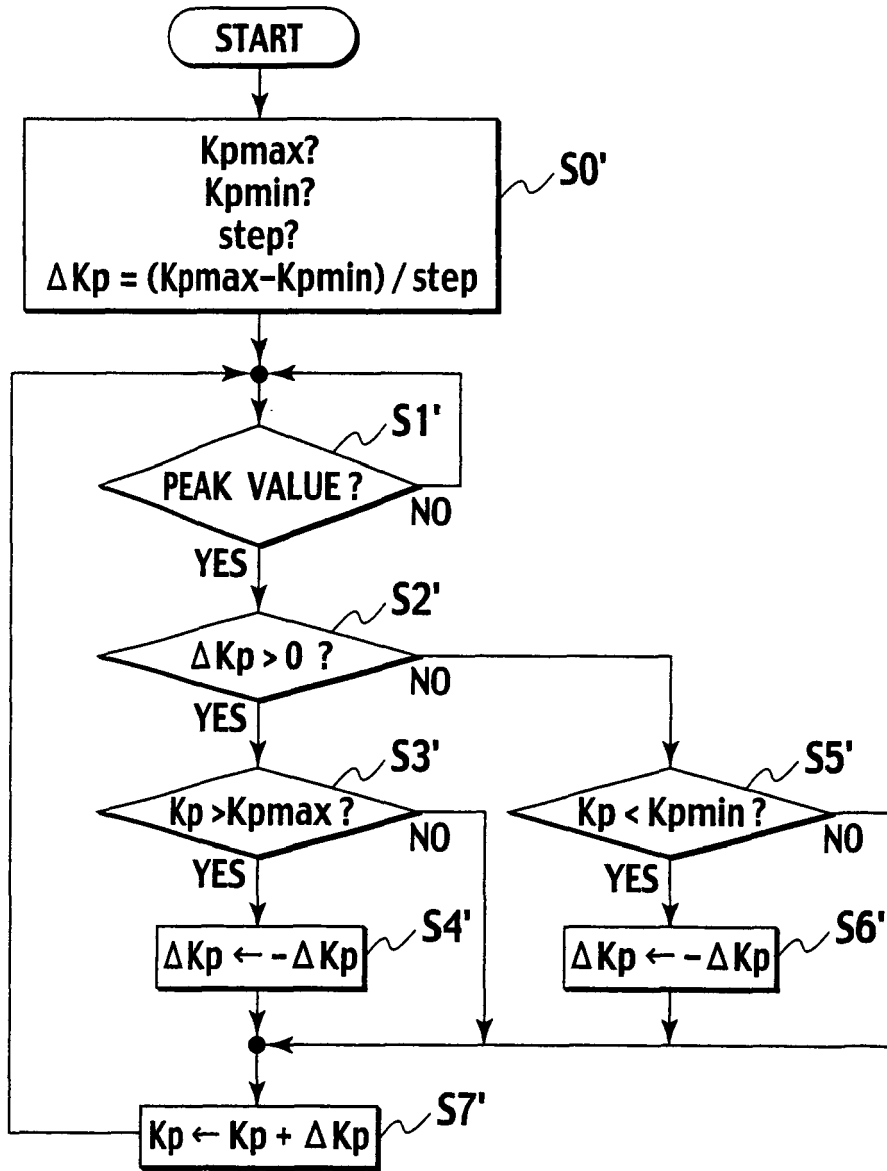 START
Kpmax?
Kpmin?
step?
ΔKp = (Kpmax-Kpmin) / step
S0'
S1'
PEAK VALUE ?
NO
YES
S2'
ΔKp > 0 ?
NO
YES
S3'
Kp >Kpmax ?
NO
YES
S5'
Kp < Kpmin ?
NO
YES
S4'
ΔKp ← - ΔKp
S6'
ΔKp ← - ΔKp
S7'
Kp ← Kp + ΔKp